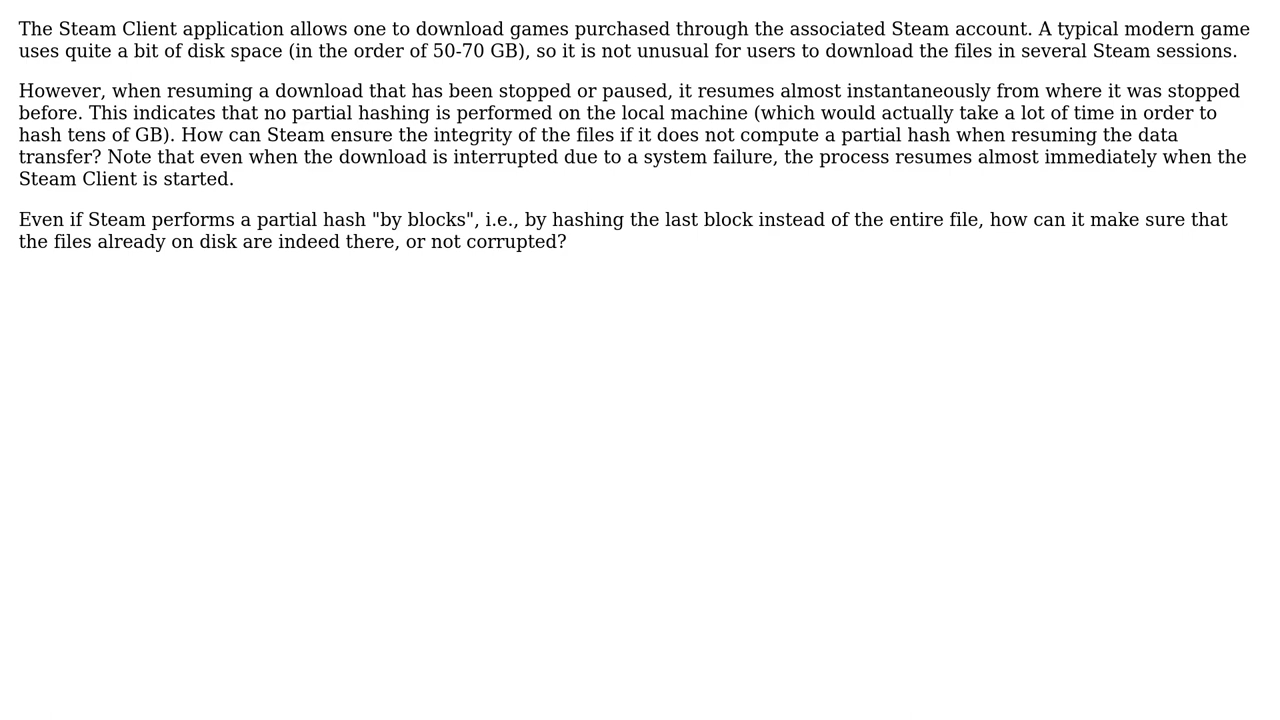 The Steam Client application allows one to download games purchased through the associated Steam account. A typical modern game
uses quite a bit of disk space (in the order of 50-70 GB), so it is not unusual for users to download the files in several Steam sessions.
However, when resuming a download that has been stopped or paused, it resumes almost instantaneously from where it was stopped
before. This indicates that no partial hashing is performed on the local machine (which would actually take a lot of time in order to
hash tens of GB). How can Steam ensure the integrity of the files if it does not compute a partial hash when resuming the data
transfer? Note that even when the download is interrupted due to a system failure, the process resumes almost immediately when the
Steam Client is started.
Even if Steam performs a partial hash "by blocks", i.e., by hashing the last block instead of the entire file, how can it make sure that
the files already on disk are indeed there, or not corrupted?